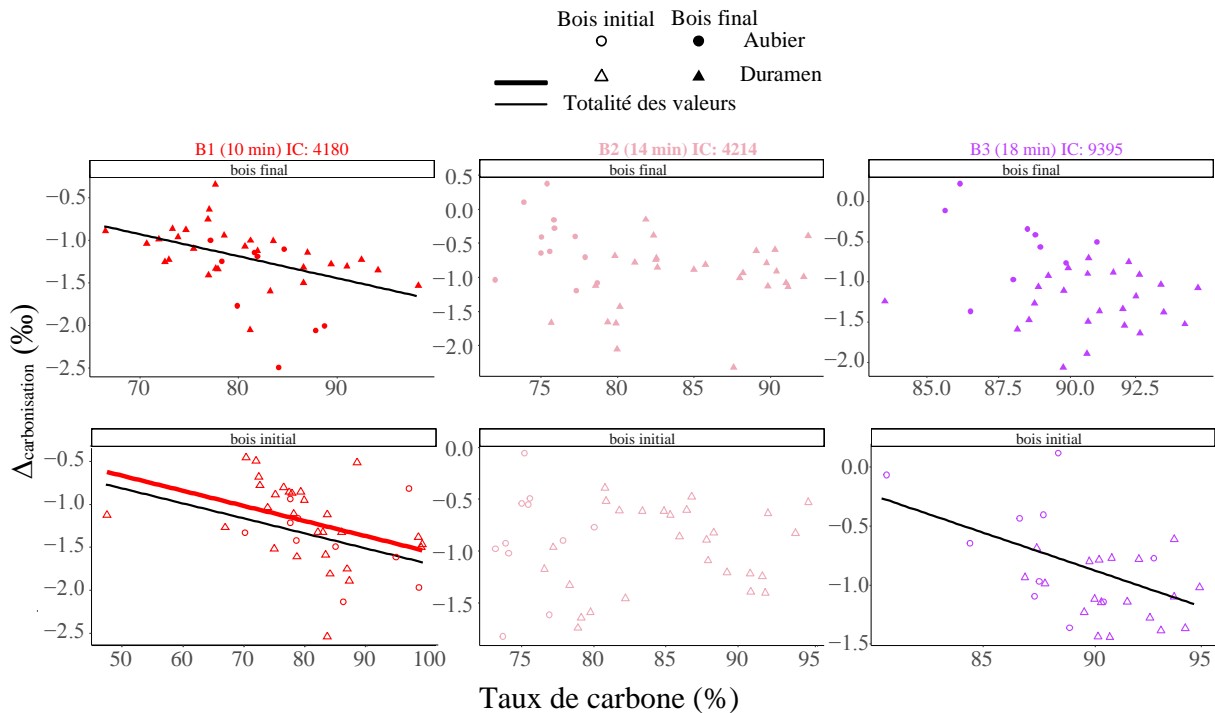 Bois initial Bois final
Aubier
Duramen
Totalité des valeurs
B1 (10 min) IC: 4180
B2 (14 min) IC: 4214
B3 (18 min) IC: 9395
bois final
bois final
bois final
−0.5
−1.0
−1.5
−2.0
−2.5
70 80 90
0.5
0.0
−0.5
−1.0
−1.5
−2.0
75 80 85 90
0.0
−0.5
−1.0
−1.5
−2.0
85.0 87.5 90.0 92.5
bois initial
bois initial
bois initial
−0.5
−1.0
−1.5
−2.0
−2.5
50 60 70 80 90 100
0.0
−0.5
−1.0
−1.5
75 80 85 90 95
0.0
−0.5
−1.0
−1.5
85 90 95
Δcarbonisation (‰)
Taux de carbone (%)